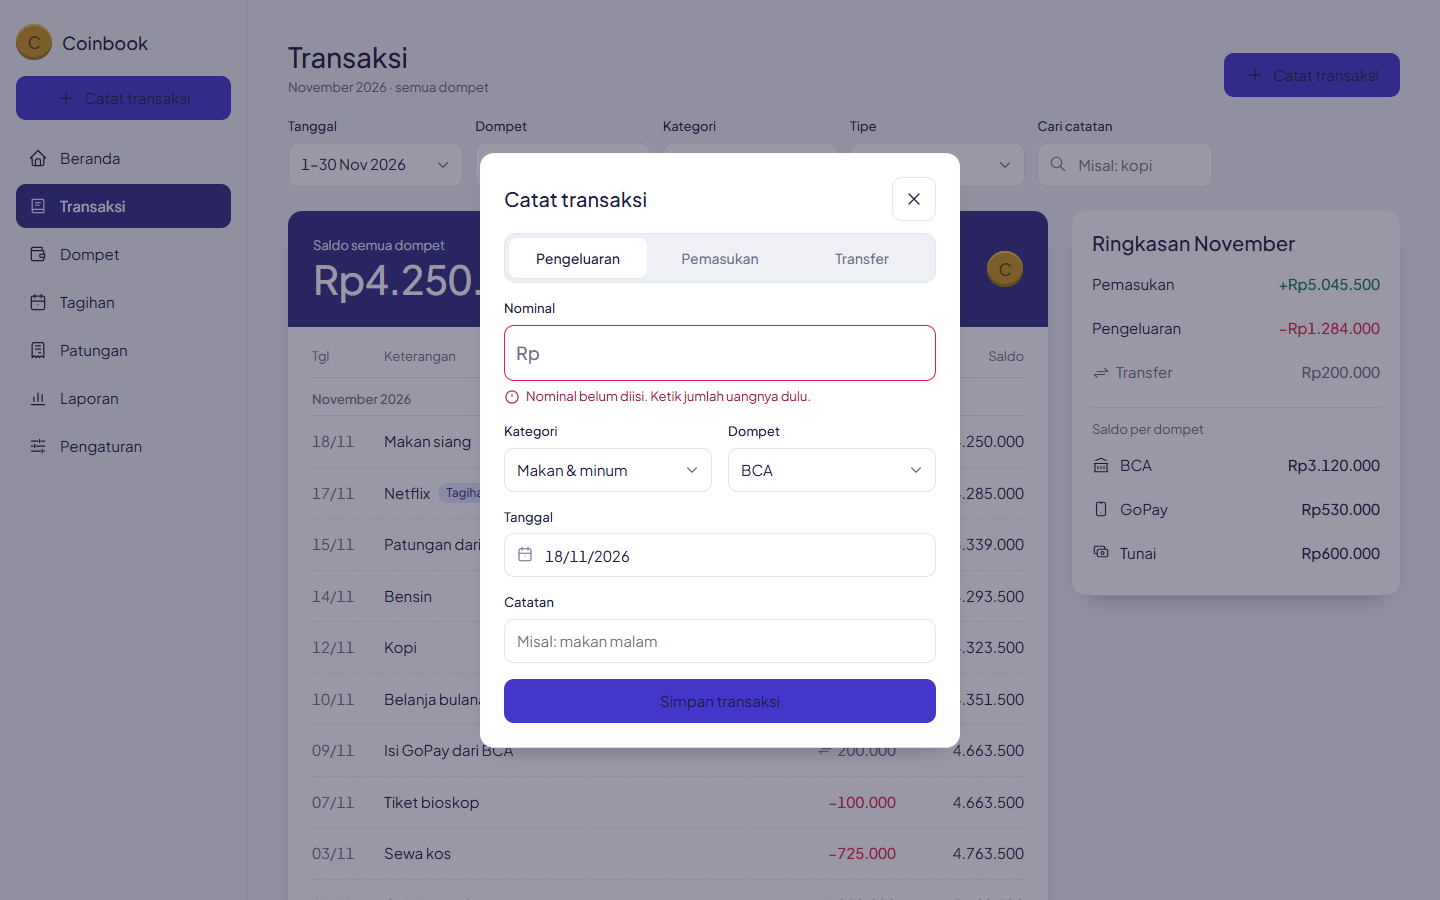 C Coinbook
Catat transaksi
Beranda
Transaksi
Dompet
Tagihan
Patungan
Laporan
Pengaturan
Transaksi
November 2026 · semua dompet
Catat transaksi
Tanggal
1–30 Nov 2026
Dompet
Kategori
Tipe
Cari catatan
Misal: kopi
Saldo semua dompet
Rp4.250.
C
Tgl Keterangan Saldo
November 2026
18/11 Makan siang .250.000
17/11 Netflix .285.000
15/11 Patungan dari .339.000
14/11 Bensin .293.500
12/11 Kopi .323.500
10/11 Belanja .351.500
09/11 Isi GoPay dari BCA 200.000 4.663.500
07/11 Tiket bioskop −100.000 4.663.500
03/11 Sewa kos −725.000 4.763.500
Catat transaksi
Pengeluaran Pemasukan Transfer
Nominal
Rp
Nominal belum diisi. Ketik jumlah uangnya dulu.
Kategori
Makan & minum
Dompet
BCA
Tanggal
18/11/2026
Catatan
Misal: makan malam
Simpan transaksi
Ringkasan November
Pemasukan +Rp5.045.500
Pengeluaran −Rp1.284.000
Transfer Rp200.000
Saldo per dompet
BCA Rp3.120.000
GoPay Rp530.000
Tunai Rp600.000